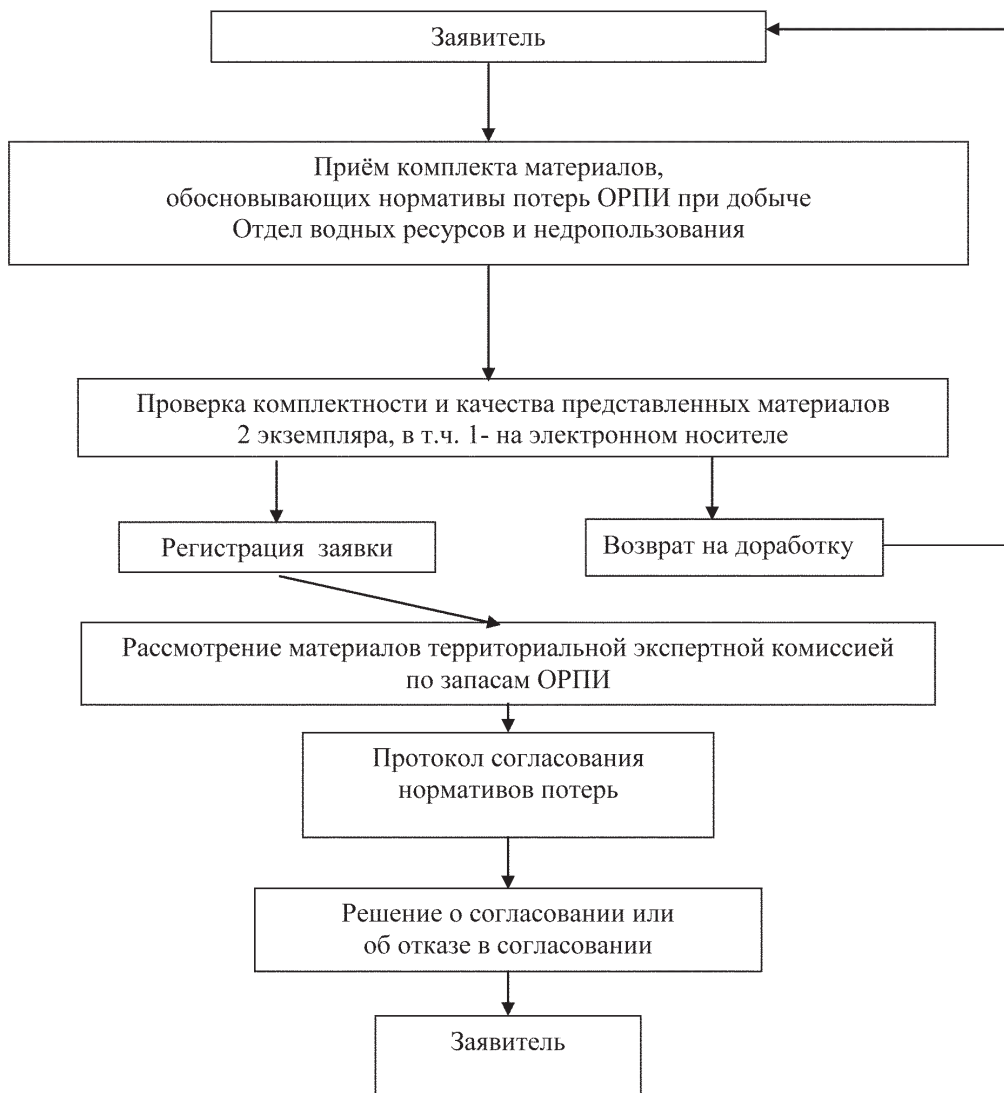 Заявитель
Приём комплекта материалов,
обосновывающих нормативы потерь ОРПИ при добыче
Отдел водных ресурсов и недропользования
Проверка комплектности и качества представленных материалов
2 экземпляра, в т.ч. 1- на электронном носителе
Регистрация заявки
Возврат на доработку
Рассмотрение материалов территориальной экспертной комиссией
по запасам ОРПИ
Протокол согласования
нормативов потерь
Решение о согласовании или
об отказе в согласовании
Заявитель